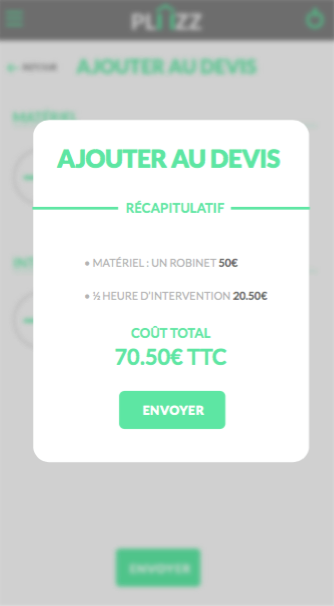 PLUZZ
← RETOUR
AJOUTER AU DEVIS
MATÉRIEL
AJOUTER AU DEVIS
RÉCAPITULATIF
• MATÉRIEL : UN ROBINET 50€
• ½ HEURE D'INTERVENTION 20.50€
COÛT TOTAL
70.50€ TTC
ENVOYER
ENVOYER